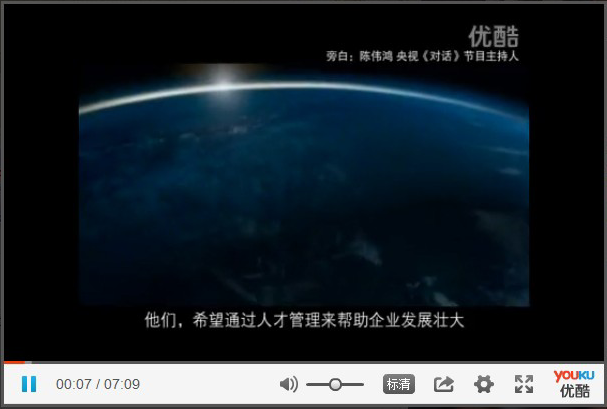 优酷
旁白：陈伟鸿 央视《对话》节目主持人
他们，希望通过人才管理来帮助企业发展壮大
00:07 / 07:09
标清
YOUKU
优酷